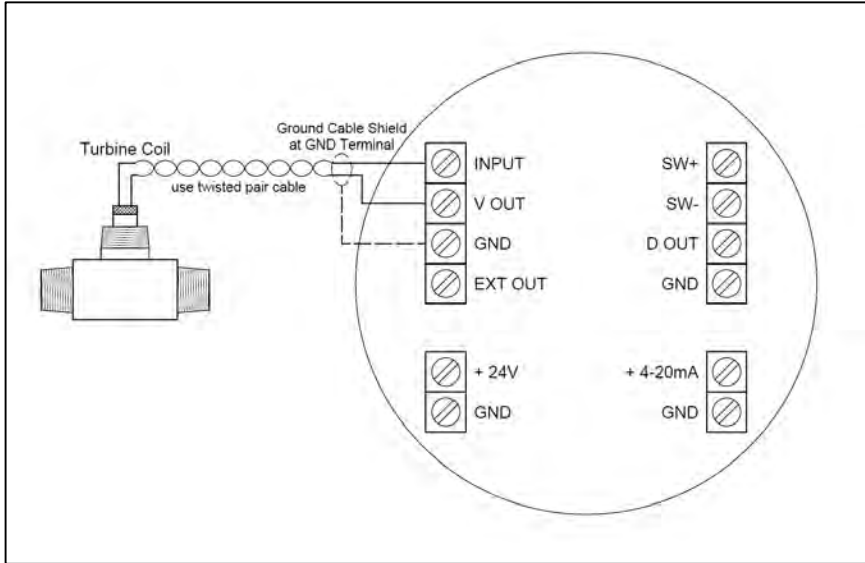 Ground Cable Shield
at GND Terminal
Turbine Coil
use twisted pair cable
INPUT
V OUT
GND
EXT OUT
SW+
SW-
D OUT
GND
+ 24V
GND
+ 4-20mA
GND